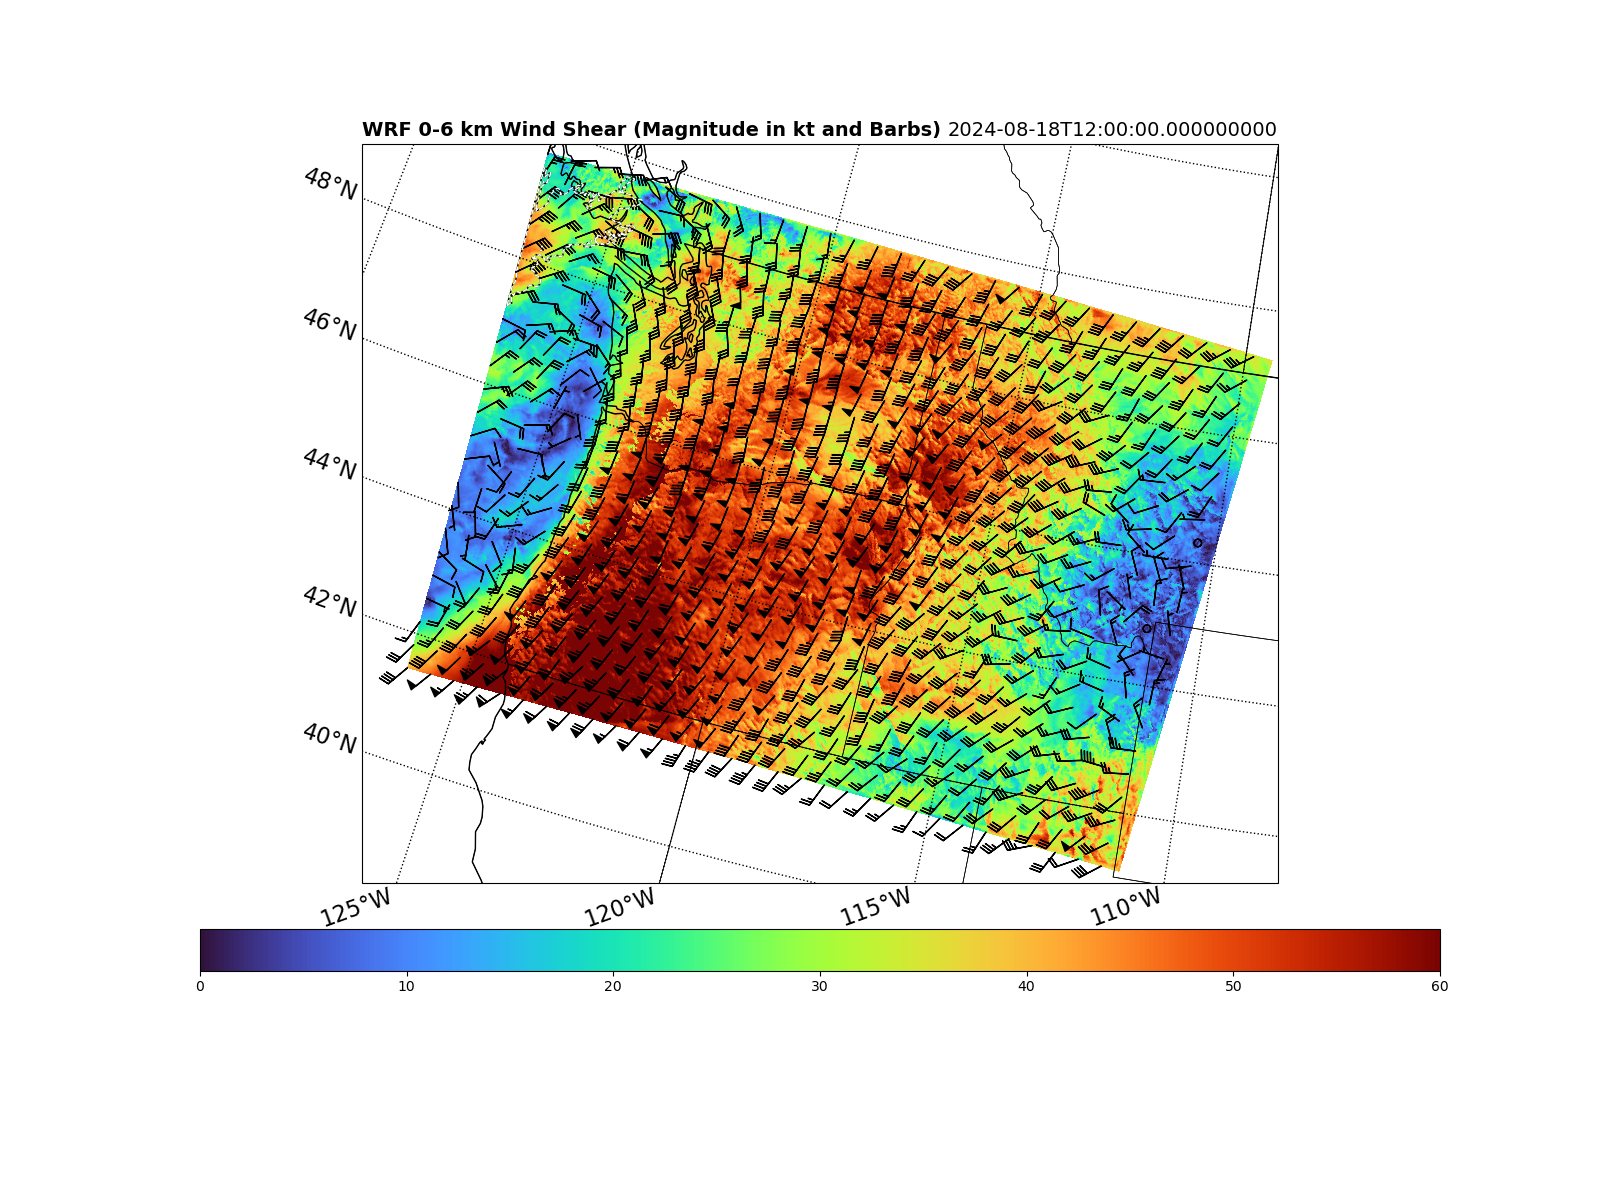 WRF 0-6 km Wind Shear (Magnitude in kt and Barbs) 2024-08-18T12:00:00.000000000
48°N
46°N
44°N
42°N
40°N
125°W 120°W 115°W 110°W
0 10 20 30 40 50 60